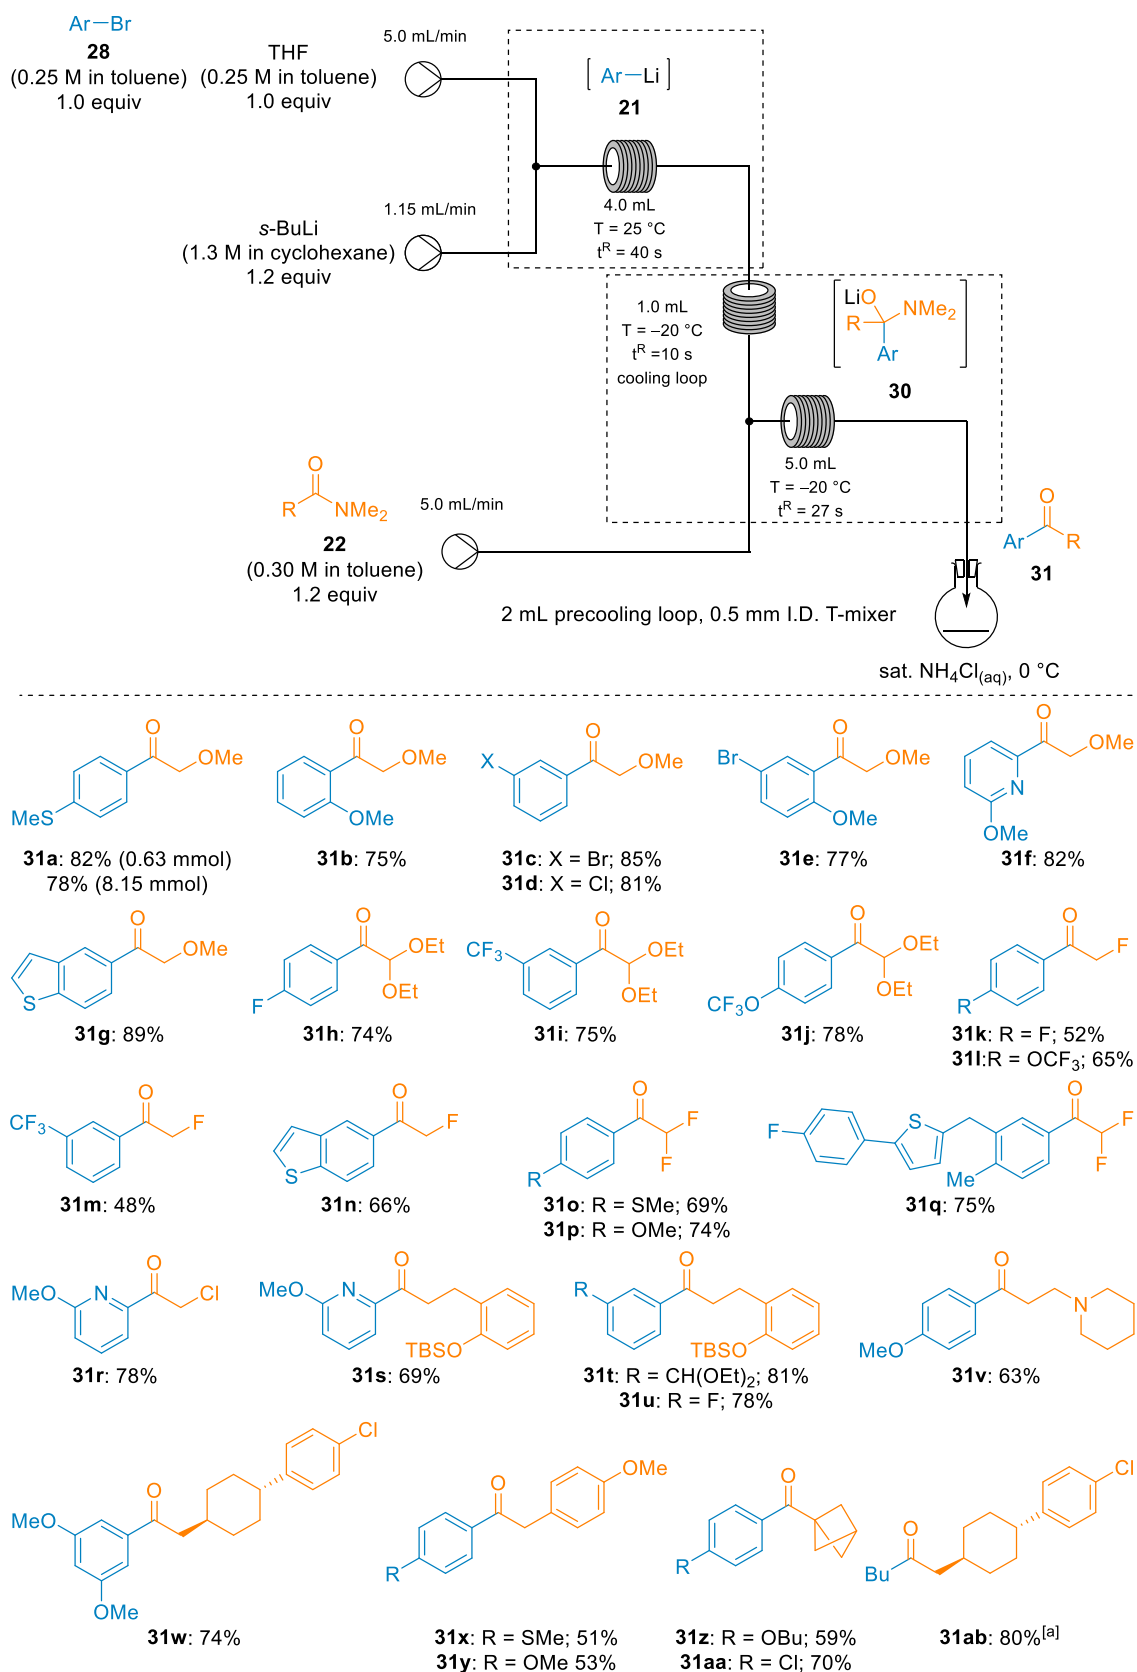 Ar–Br
28
(0.25 M in toluene)
1.0 equiv
THF
(0.25 M in toluene)
1.0 equiv
5.0 mL/min
[Ar–Li]
21
4.0 mL
T = 25 °C
tR = 40 s
s-BuLi
(1.3 M in cyclohexane)
1.2 equiv
1.15 mL/min
1.0 mL
T = –20 °C
tR =10 s
cooling loop
LiO
R
NMe2
Ar
30
5.0 mL
T = –20 °C
tR = 27 s
O
R
NMe2
22
(0.30 M in toluene)
1.2 equiv
5.0 mL/min
O
Ar
R
31
2 mL precooling loop, 0.5 mm I.D. T-mixer
sat. NH4Cl(aq), 0 °C
O
OMe
MeS
31a: 82% (0.63 mmol)
78% (8.15 mmol)
O
OMe
OMe
31b: 75%
O
X
OMe
31c: X = Br; 85%
31d: X = Cl; 81%
O
Br
OMe
OMe
31e: 77%
O
OMe
N
OMe
31f: 82%
O
OMe
S
31g: 89%
O
OEt
OEt
F
31h: 74%
O
CF3
OEt
OEt
31i: 75%
O
OEt
OEt
CF3O
31j: 78%
O
F
R
31k: R = F; 52%
31l:R = OCF3; 65%
O
CF3
F
31m: 48%
O
F
S
31n: 66%
O
F
F
R
31o: R = SMe; 69%
31p: R = OMe; 74%
O
F
S
F
F
Me
31q: 75%
O
MeO
N
Cl
31r: 78%
O
MeO
N
TBSO
31s: 69%
O
R
TBSO
31t: R = CH(OEt)2; 81%
31u: R = F; 78%
O
N
MeO
31v: 63%
Cl
O
OMe
OMe
31w: 74%
O
OMe
R
31x: R = SMe; 51%
31y: R = OMe 53%
O
R
31z: R = OBu; 59%
31aa: R = Cl; 70%
Cl
O
Bu
31ab: 80%[a]